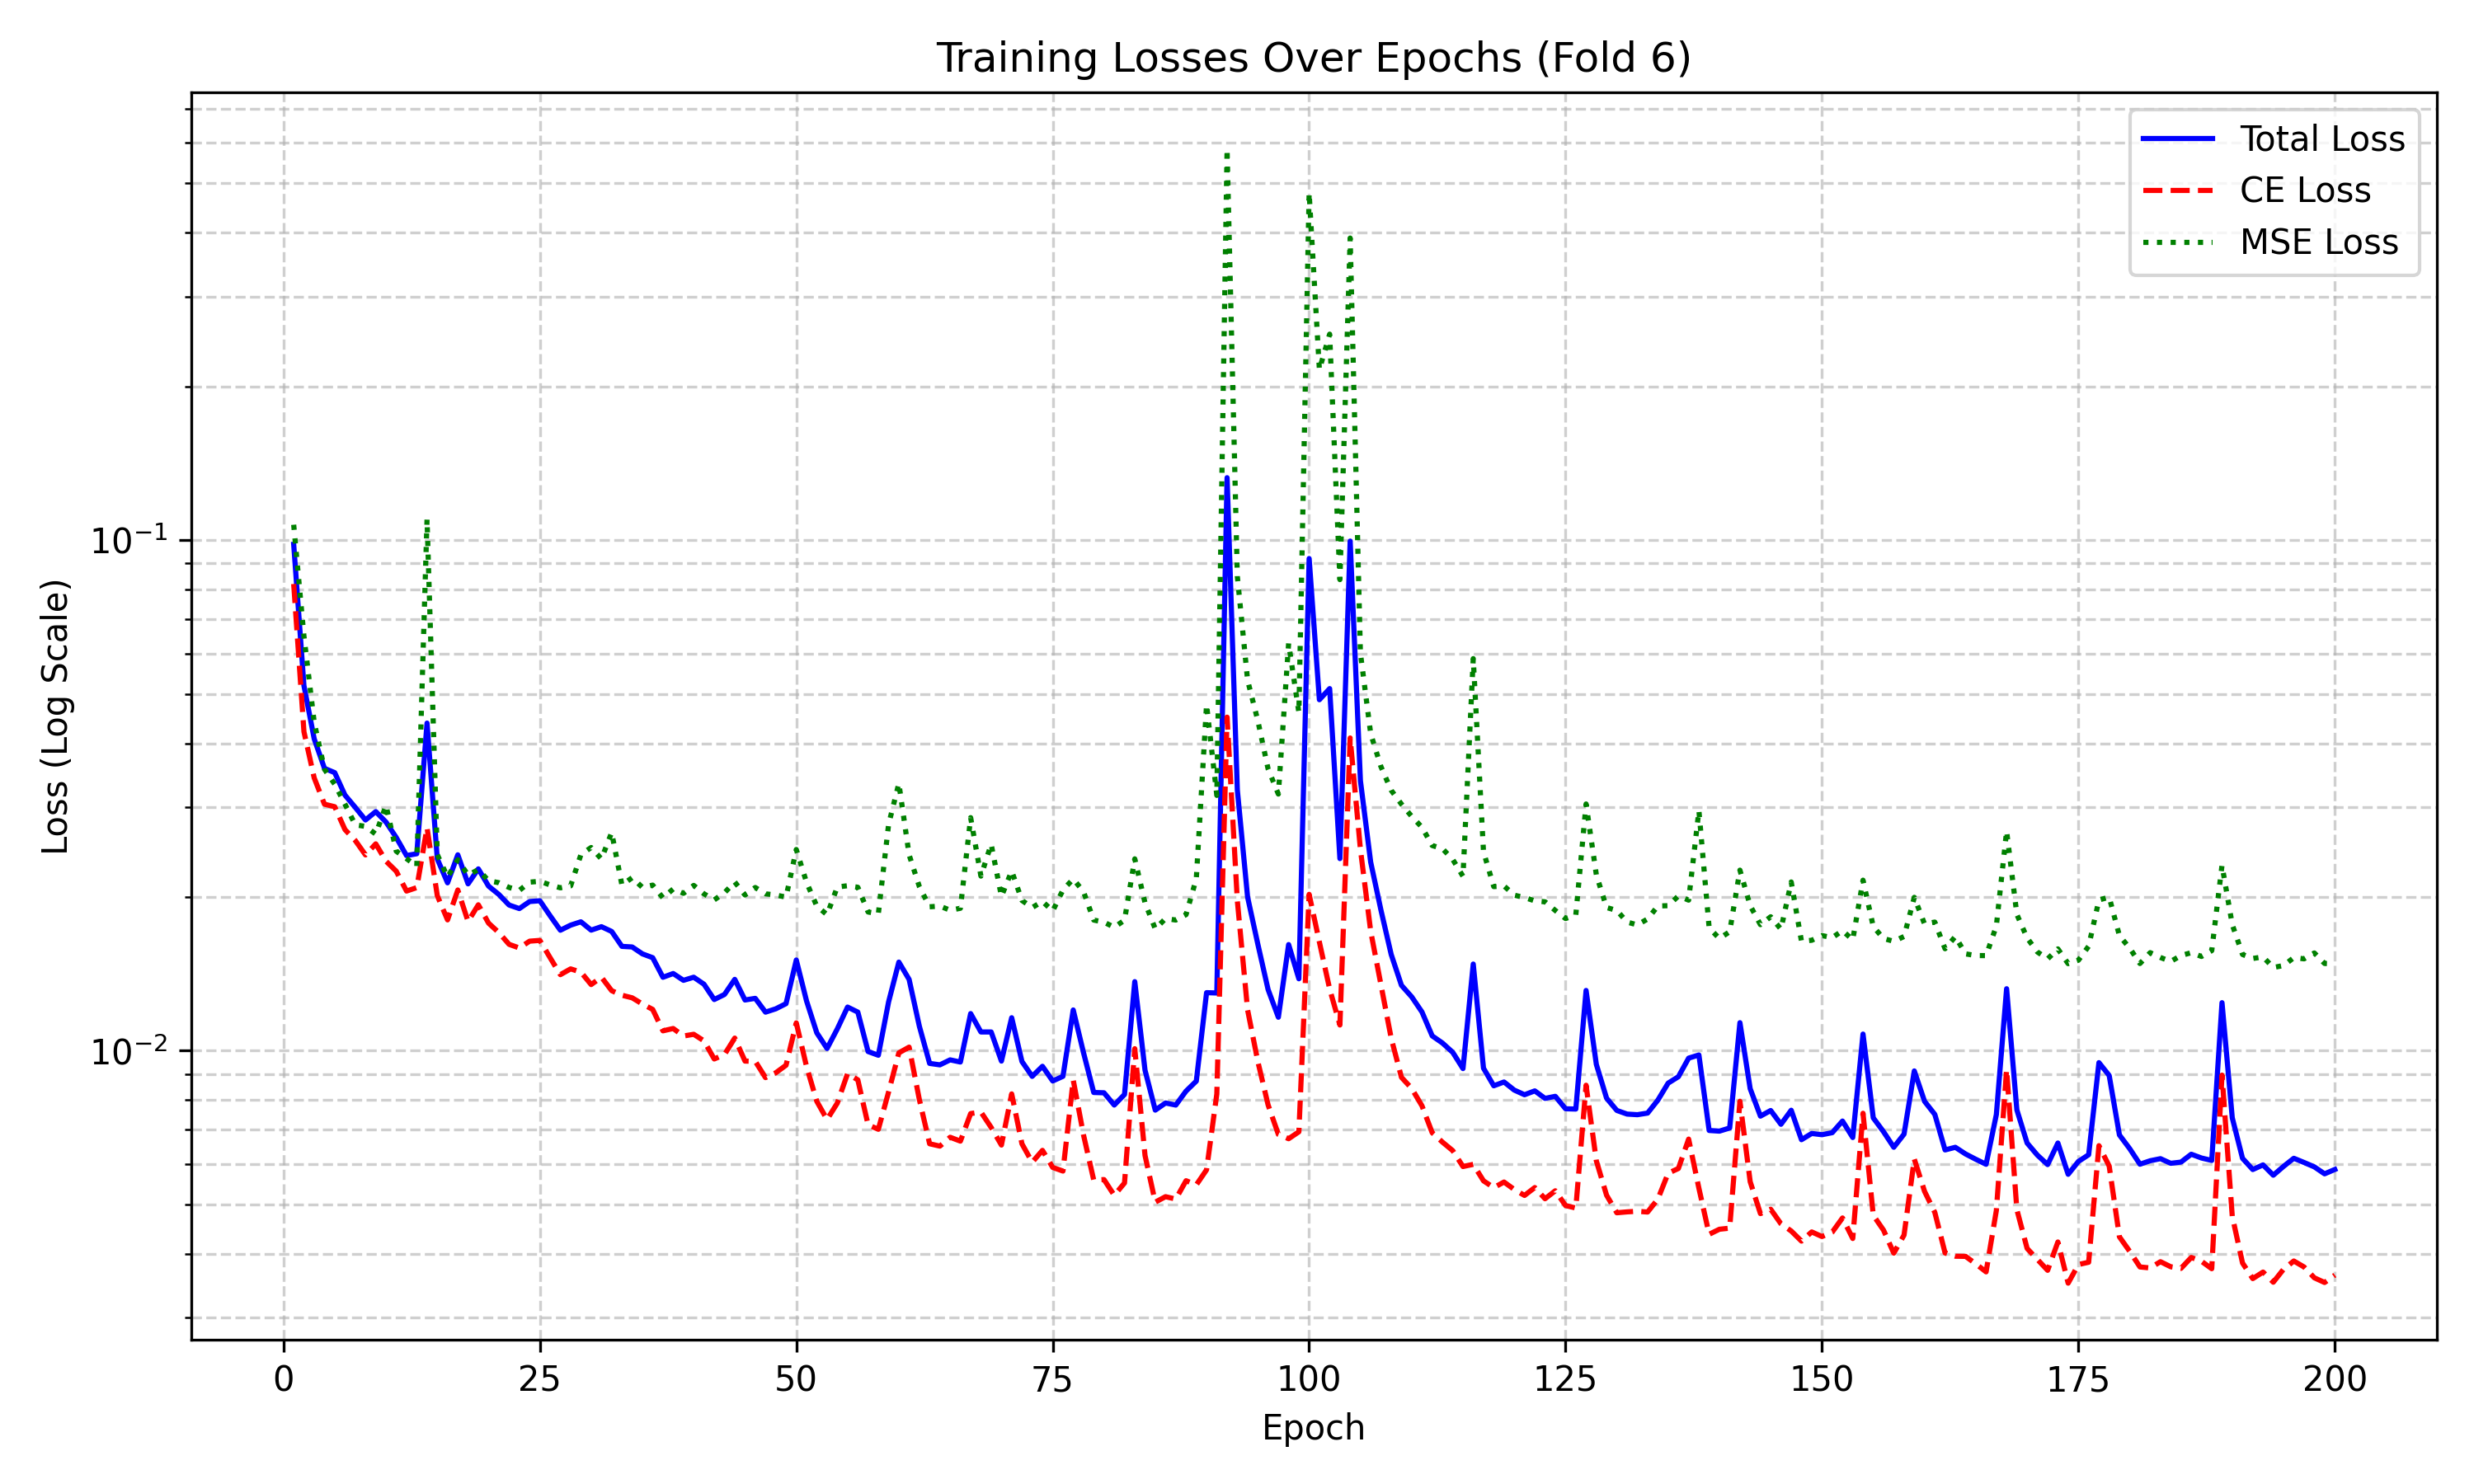 Training Losses Over Epochs (Fold 6)
Total Loss
CE Loss
MSE Loss
Loss (Log Scale)
10⁻¹
10⁻²
0 25 50 75 100 125 150 175 200
Epoch